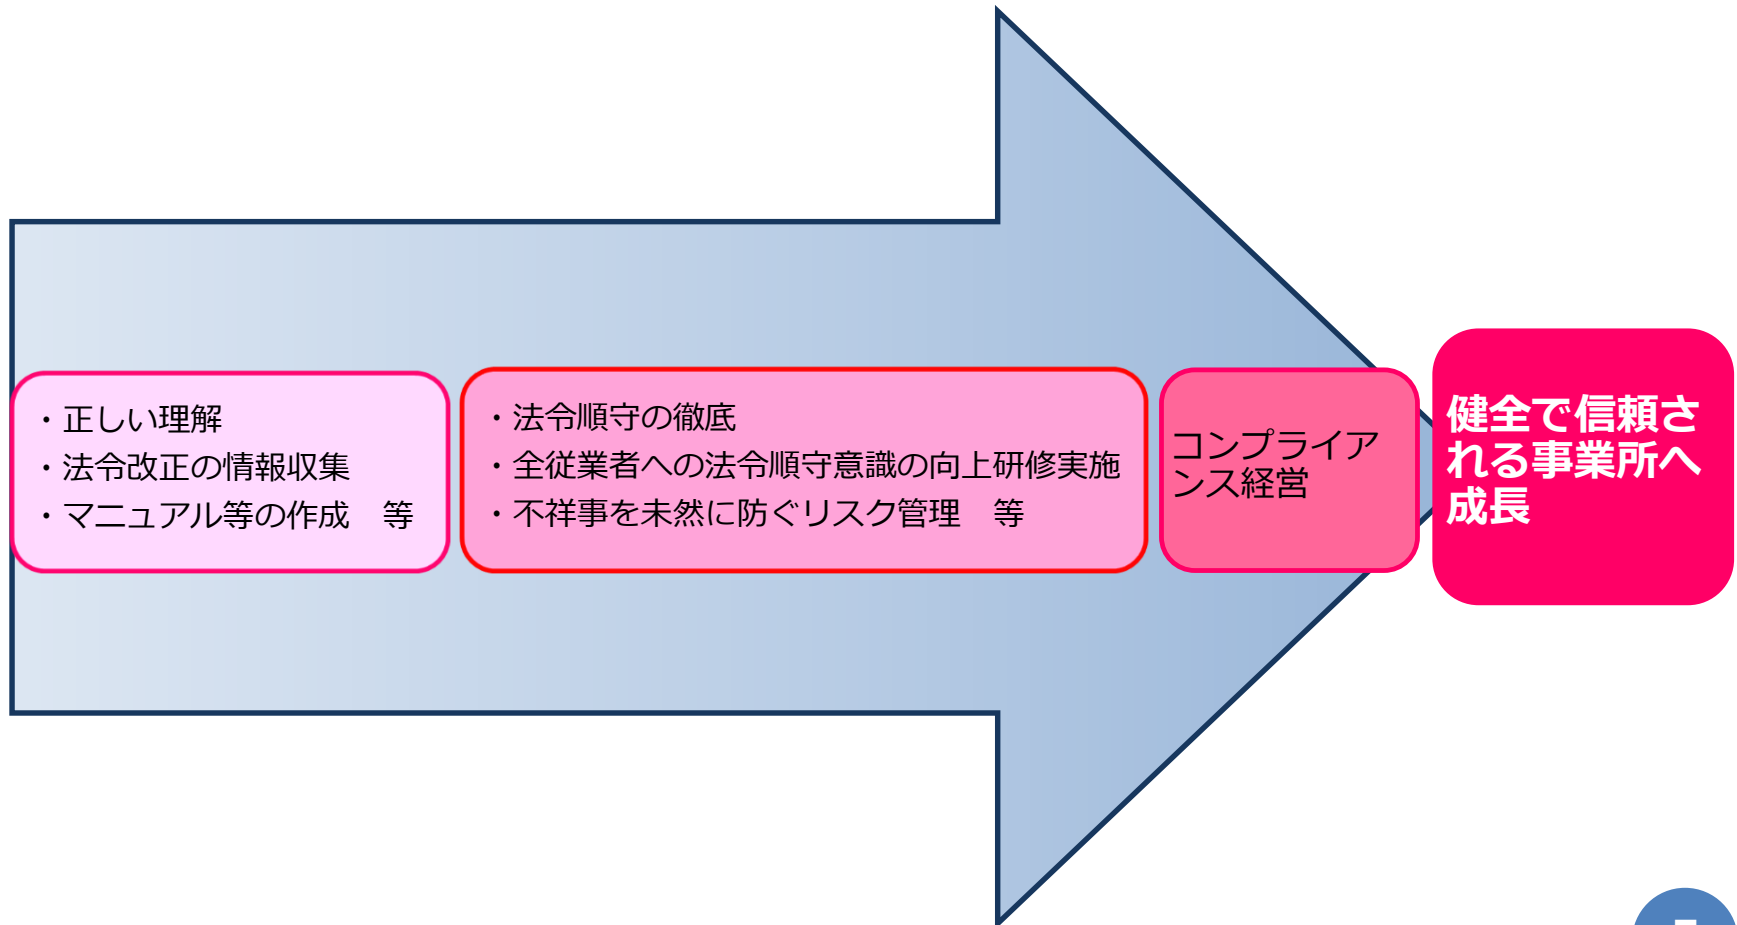 ・正しい理解
・法令改正の情報収集
・マニュアル等の作成　等
・法令順守の徹底
・全従業者への法令順守意識の向上研修実施
・不祥事を未然に防ぐリスク管理　等
コンプライア
ンス経営
健全で信頼さ
れる事業所へ
成長